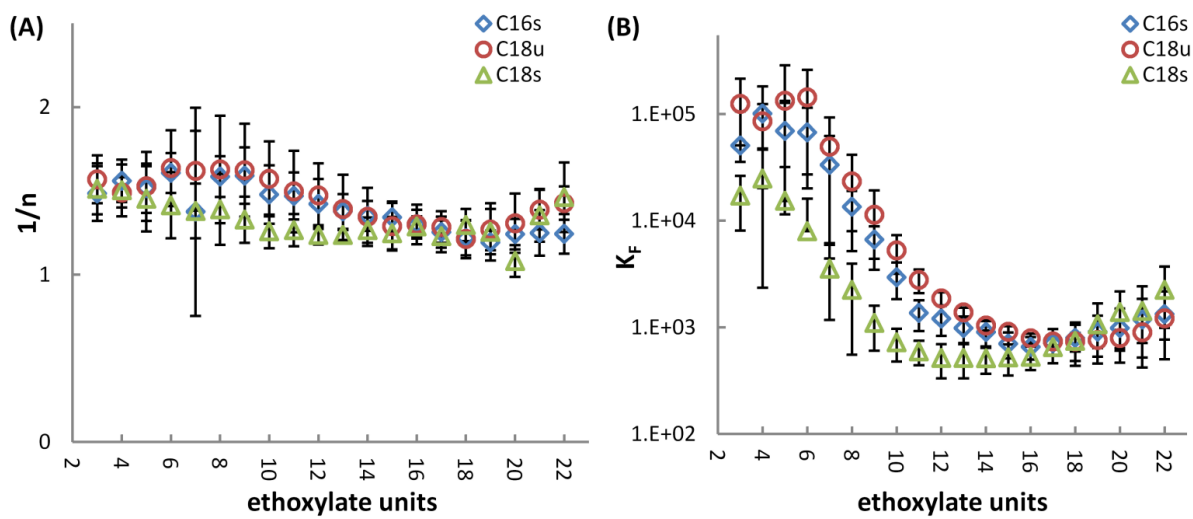 (A)
C16s
C18u
C18s
2
1
0
1/n
2 4 6 8 10 12 14 16 18 20 22
ethoxylate units
(B)
C16s
C18u
C18s
1.E+05
1.E+04
1.E+03
1.E+02
K_F
2 4 6 8 10 12 14 16 18 20 22
ethoxylate units